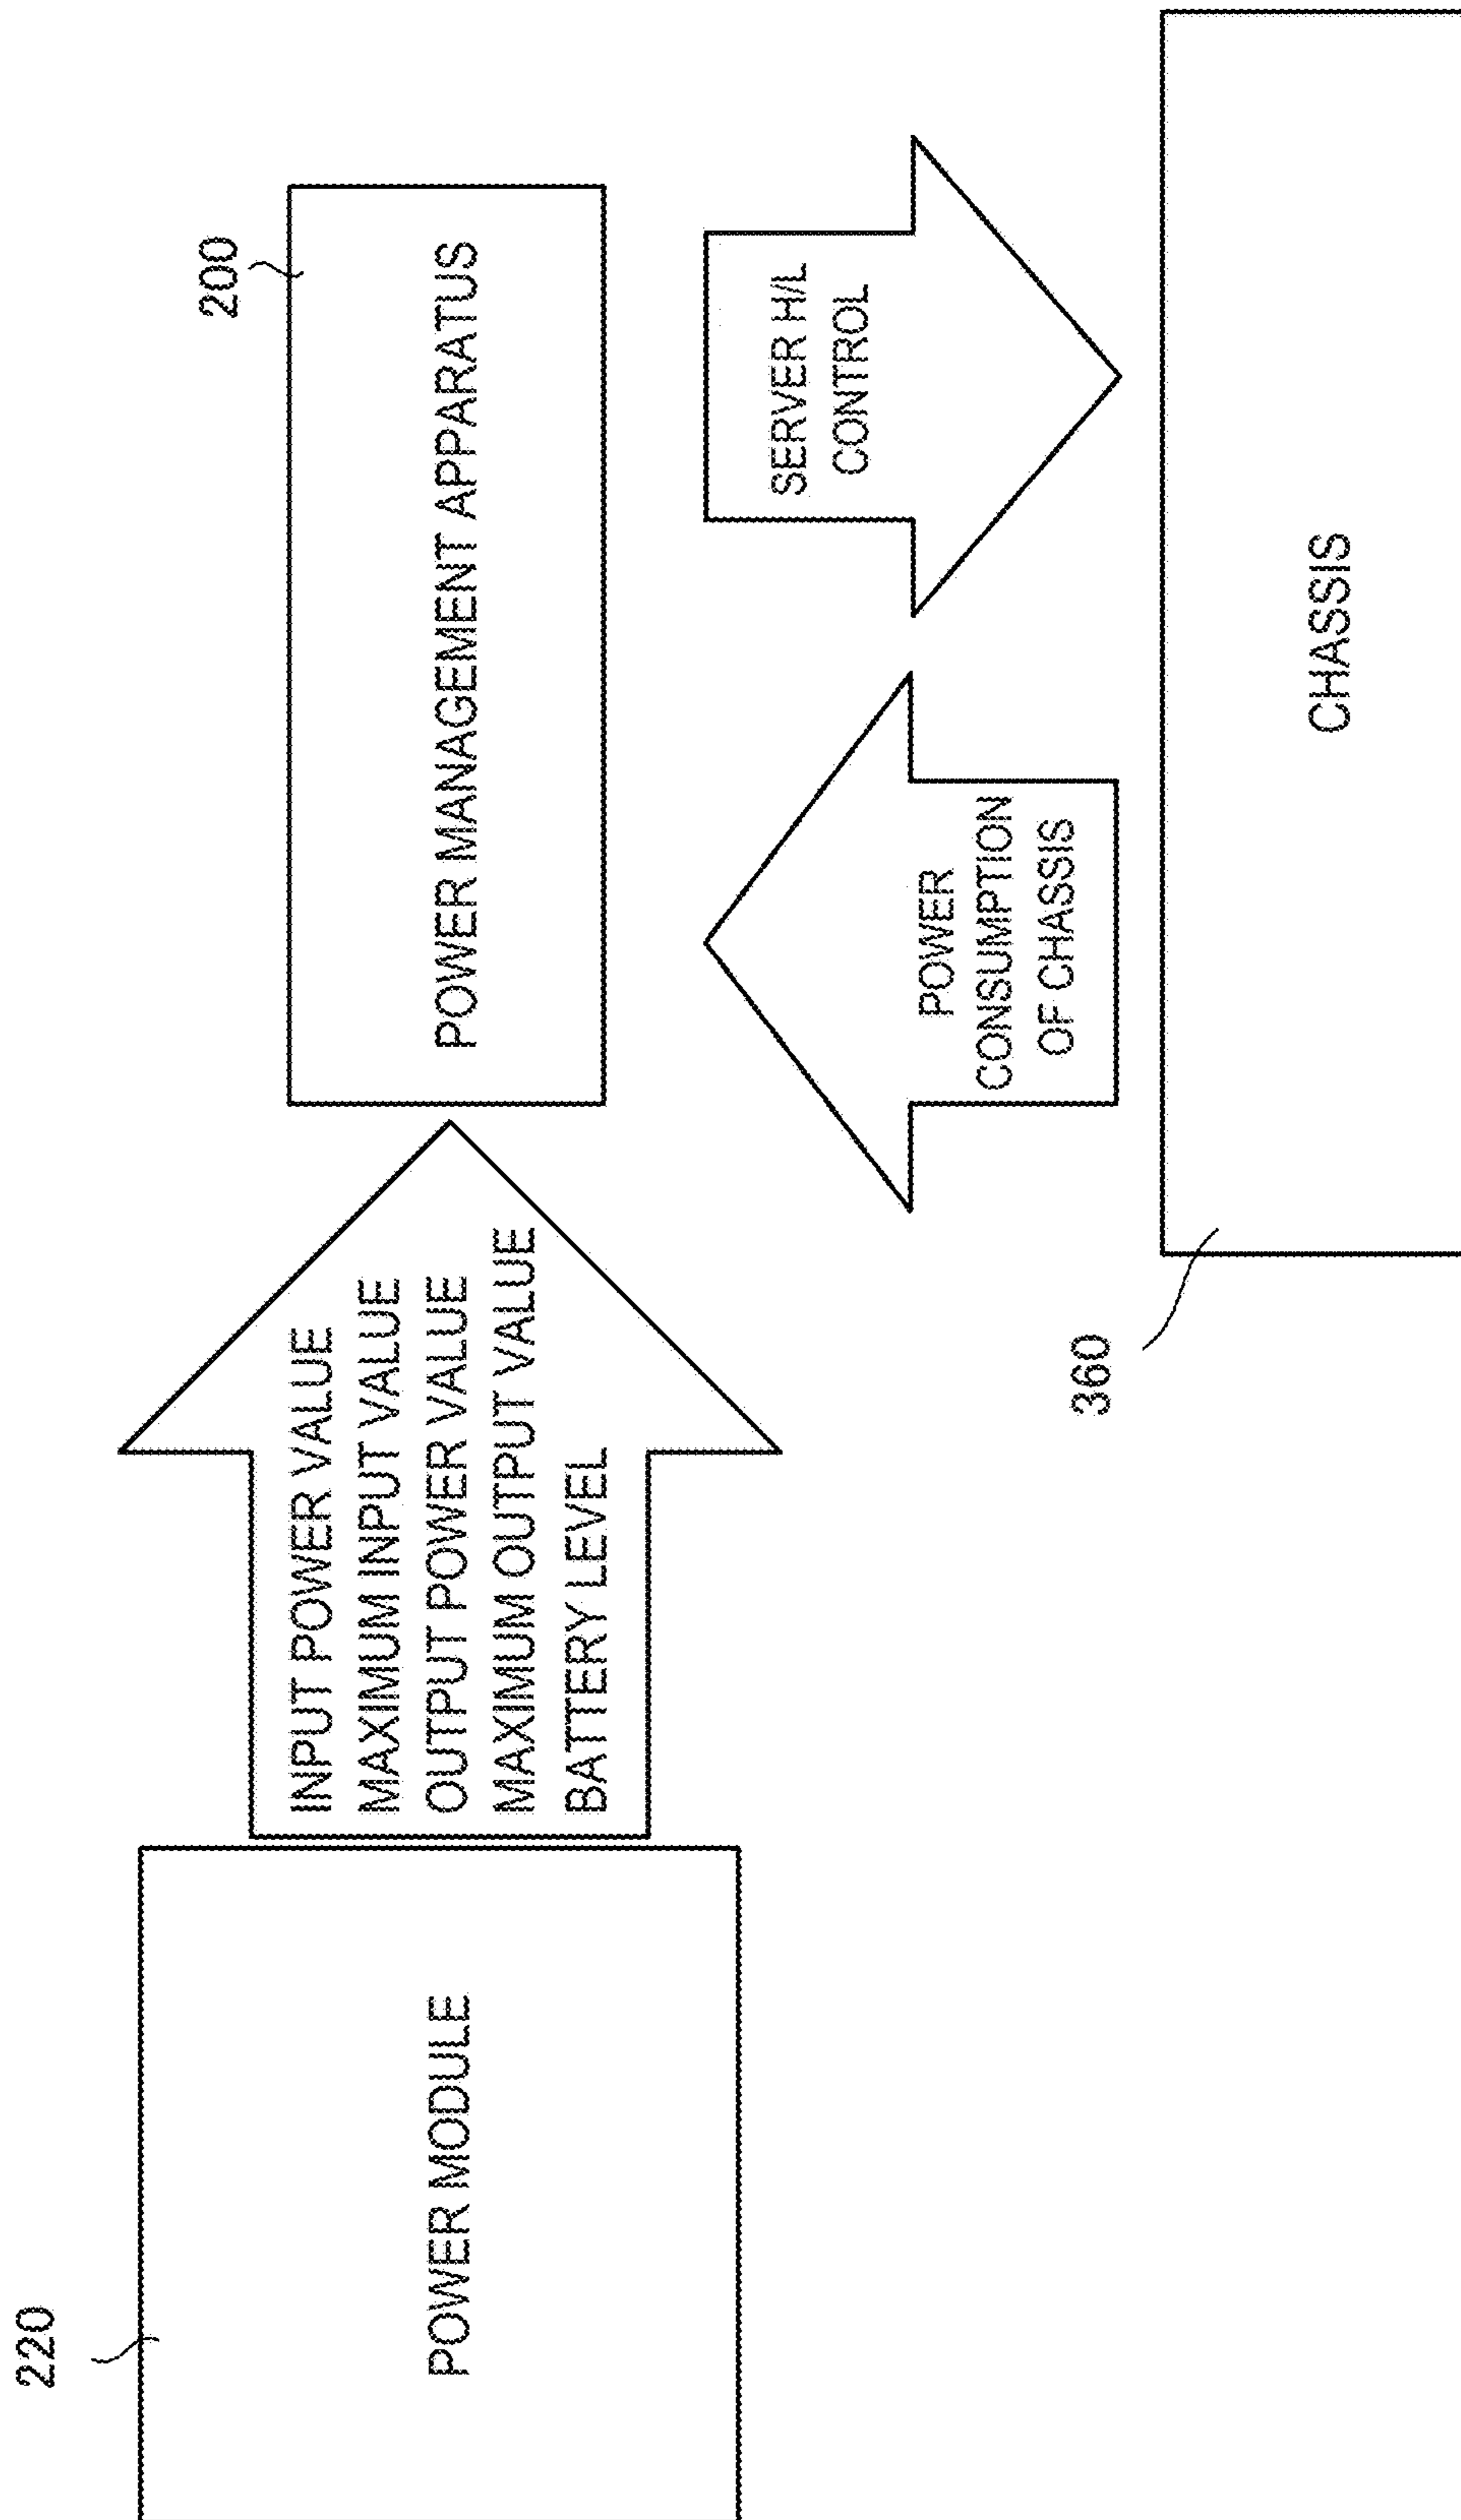 220
POWER MODULE
INPUT POWER VALUE
MAXIMUM INPUT VALUE
OUTPUT POWER VALUE
MAXIMUM OUTPUT VALUE
BATTERY LEVEL
200
POWER MANAGEMENT APPARATUS
POWER
CONSUMPTION
OF CHASSIS
SERVER H/L
CONTROL
360
CHASSIS